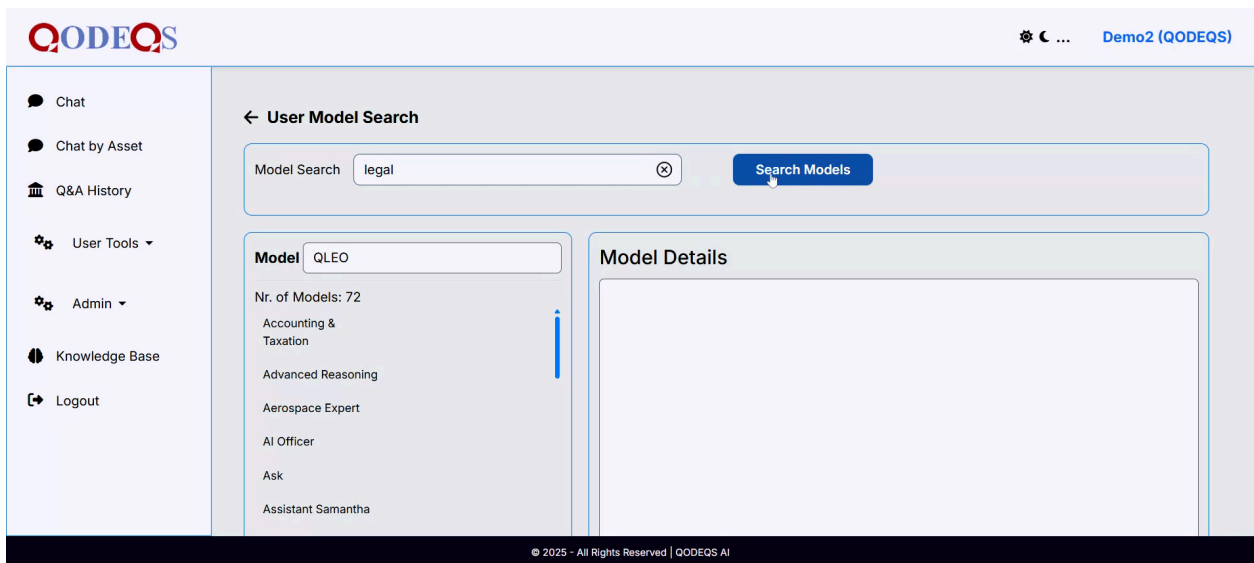 QODEQS
... Demo2 (QODEQS)
Chat
Chat by Asset
Q&A History
User Tools
Admin
Knowledge Base
Logout
User Model Search
Model Search legal Search Models
Model QLEO
Nr. of Models: 72
Accounting &
Taxation
Advanced Reasoning
Aerospace Expert
AI Officer
Ask
Assistant Samantha
Model Details
© 2025 - All Rights Reserved | QODEQS AI